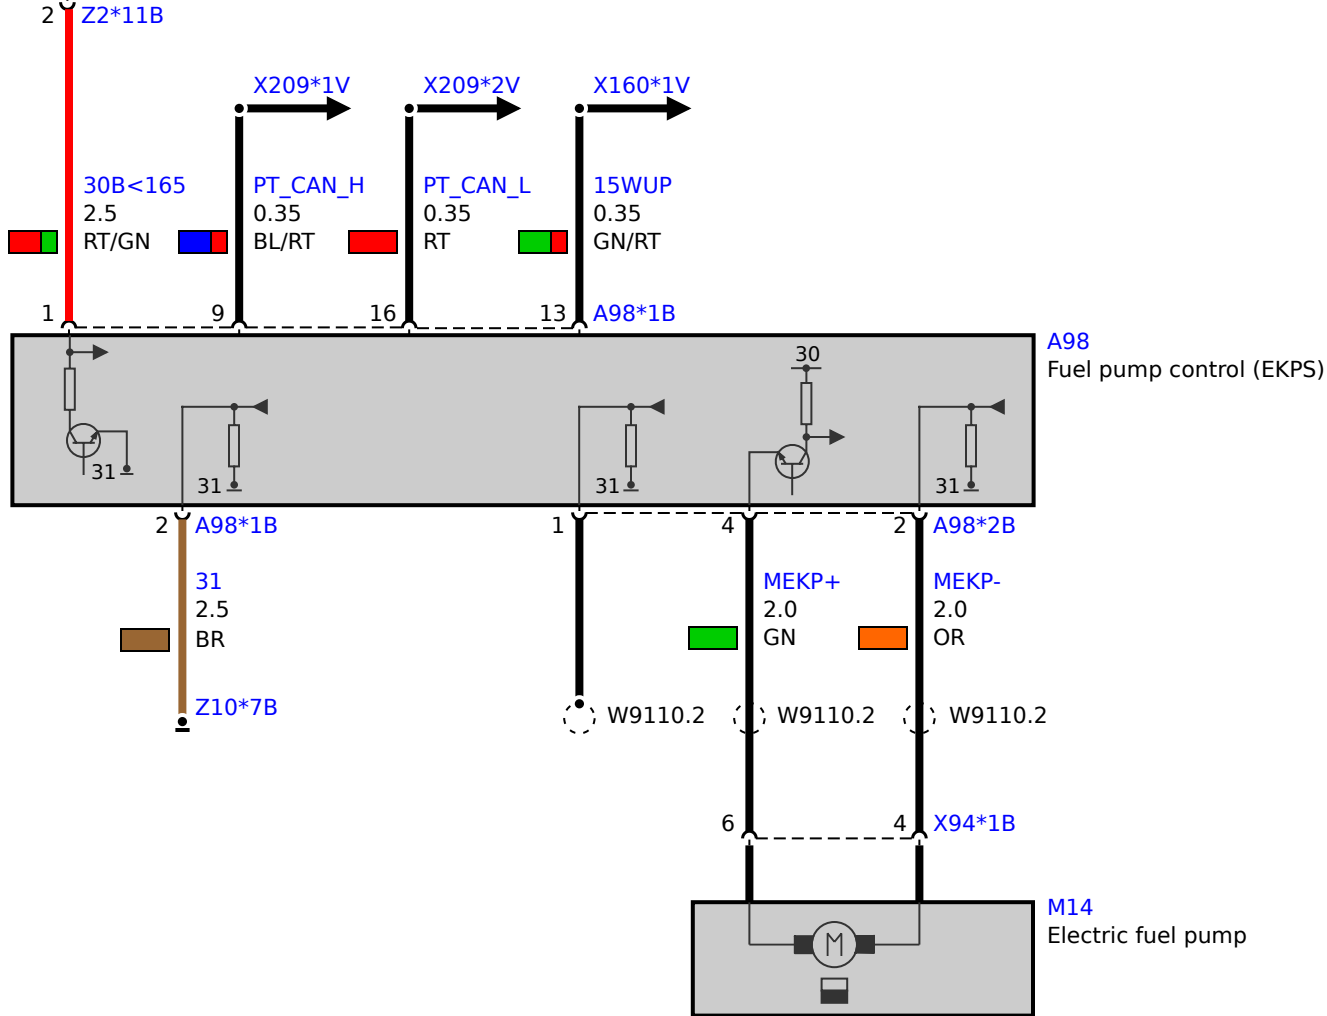 2 Z2*11B
X209*1V X209*2V X160*1V
30B<165 PT_CAN_H PT_CAN_L 15WUP
2.5 0.35 0.35 0.35
RT/GN BL/RT RT GN/RT
1 9 16 13 A98*1B
A98
Fuel pump control (EKPS)
30
31
31 31 31
2 A98*1B 1 4 2 A98*2B
31 MEKP+ MEKP-
2.5 2.0 2.0
BR GN OR
Z10*7B W9110.2 W9110.2 W9110.2
6 4 X94*1B
M14
Electric fuel pump
M